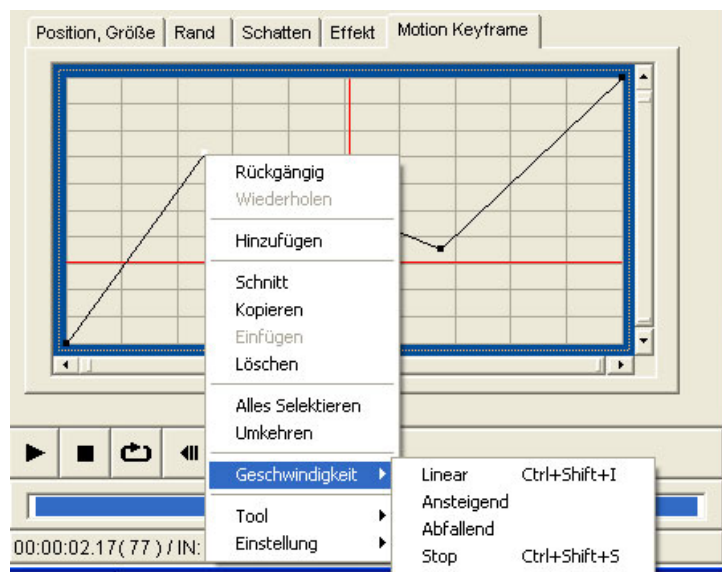 Position, Größe Rand Schatten Effekt Motion Keyframe
Rückgängig
Wiederholen
Hinzufügen
Schnitt
Kopieren
Einfügen
Löschen
Alles Selektieren
Umkehren
Geschwindigkeit
Tool
Einstellung
Linear Ctrl+Shift+I
Ansteigend
Abfallend
Stop Ctrl+Shift+S
00:00:02.17( 77 ) / IN: